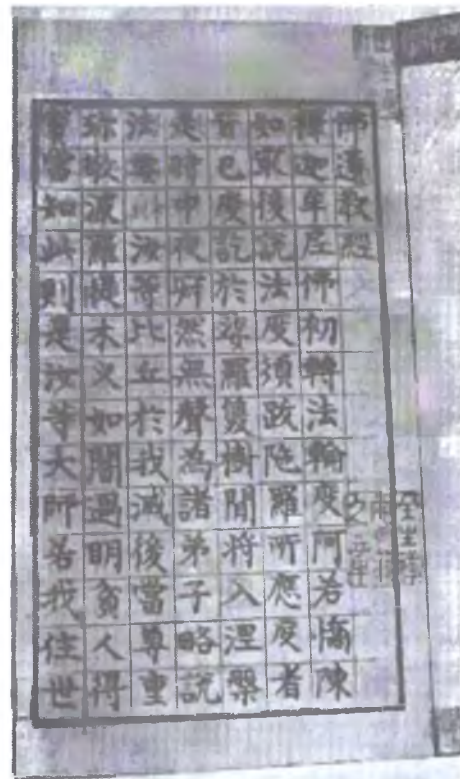 佛遺教經
釋迦牟尼佛初轉法輪度阿若憍陳
如最後說法度須跋陀羅所應度者
皆已度訖於娑羅雙樹間將入涅槃
是時中夜寂然無聲為諸弟子略說
法要汝等比丘於我滅後當尊重
珍敬波羅提木叉如闇遇明貧人得
寶當知此則是汝等大師若我住世